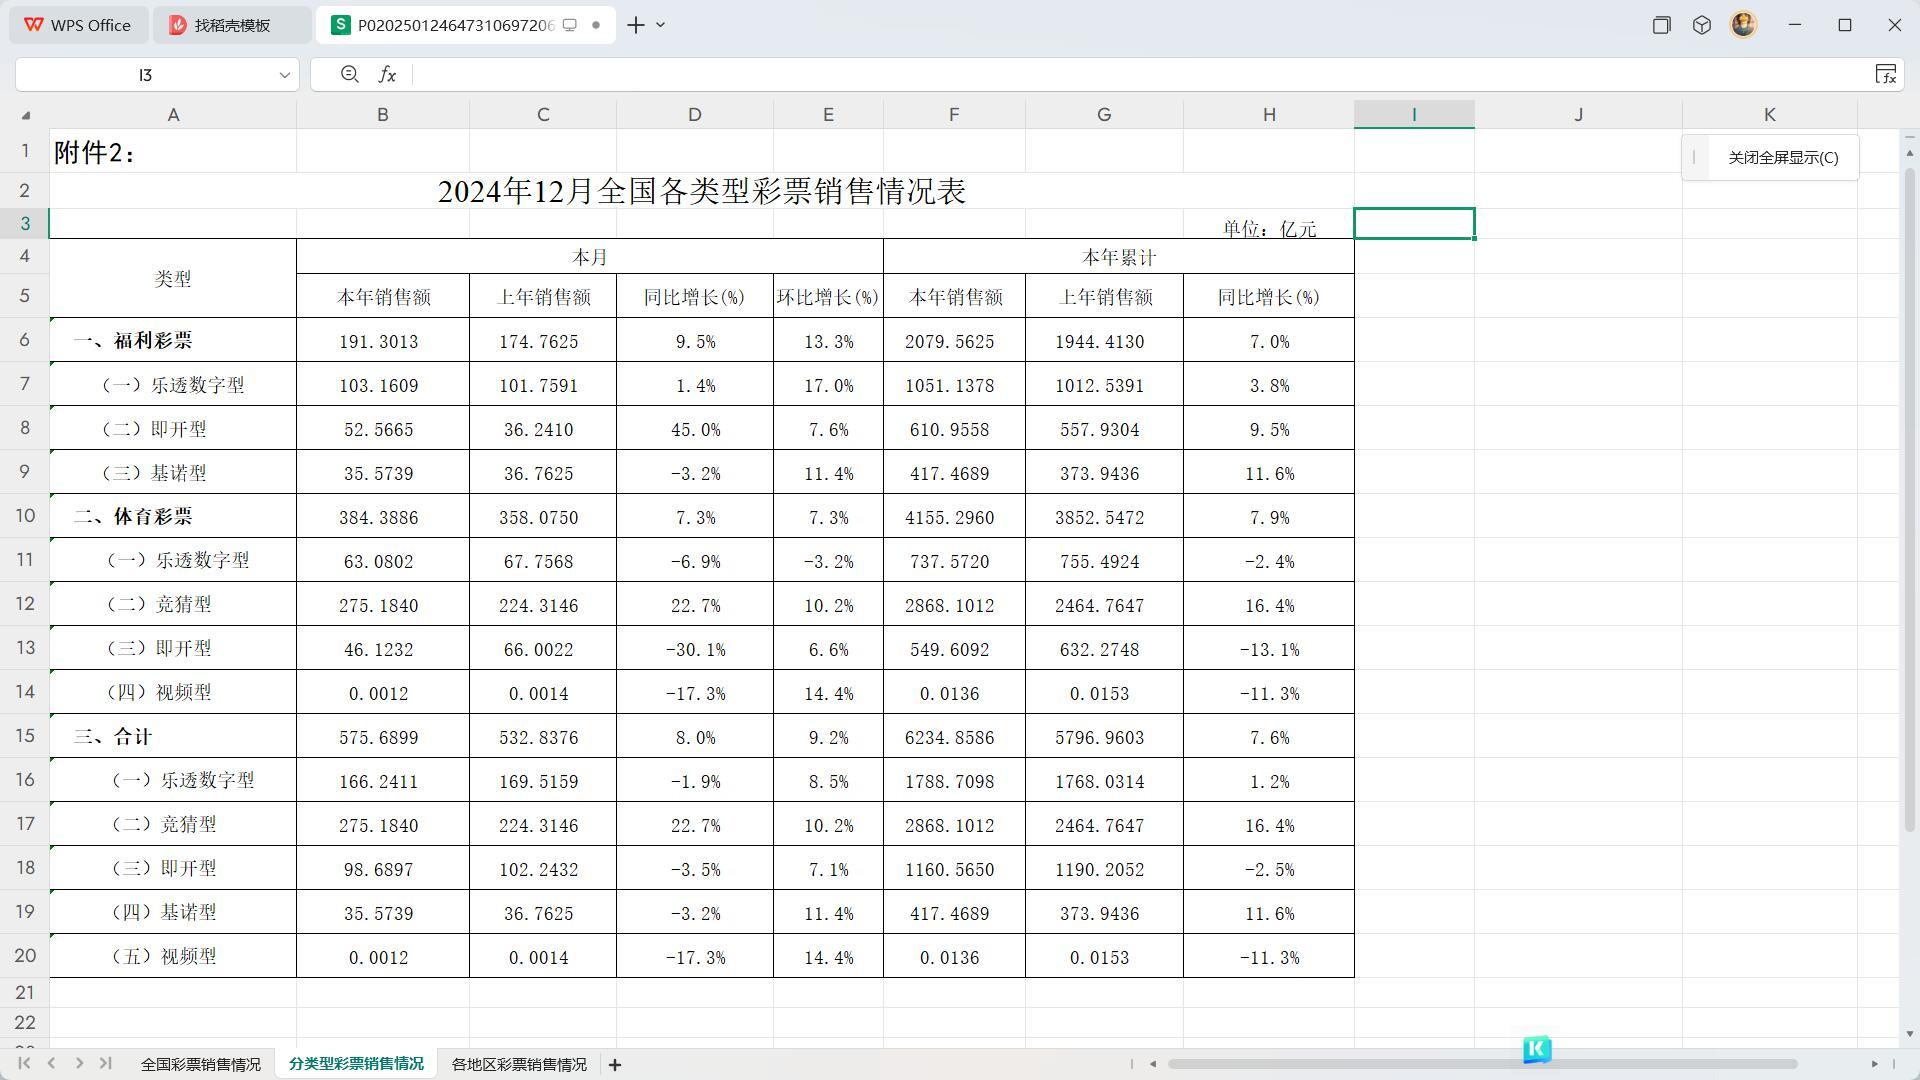 WPS Office 找稻壳模板 P020250124647310697206
I3 fx
A B C D E F G H I J K
1 附件2：
关闭全屏显示(C)
2 2024年12月全国各类型彩票销售情况表
3 单位：亿元
4 类型 本月 本年累计
5 本年销售额 上年销售额 同比增长(%) 环比增长(%) 本年销售额 上年销售额 同比增长(%)
6 一、福利彩票 191.3013 174.7625 9.5% 13.3% 2079.5625 1944.4130 7.0%
7 （一）乐透数字型 103.1609 101.7591 1.4% 17.0% 1051.1378 1012.5391 3.8%
8 （二）即开型 52.5665 36.2410 45.0% 7.6% 610.9558 557.9304 9.5%
9 （三）基诺型 35.5739 36.7625 -3.2% 11.4% 417.4689 373.9436 11.6%
10 二、体育彩票 384.3886 358.0750 7.3% 7.3% 4155.2960 3852.5472 7.9%
11 （一）乐透数字型 63.0802 67.7568 -6.9% -3.2% 737.5720 755.4924 -2.4%
12 （二）竞猜型 275.1840 224.3146 22.7% 10.2% 2868.1012 2464.7647 16.4%
13 （三）即开型 46.1232 66.0022 -30.1% 6.6% 549.6092 632.2748 -13.1%
14 （四）视频型 0.0012 0.0014 -17.3% 14.4% 0.0136 0.0153 -11.3%
15 三、合计 575.6899 532.8376 8.0% 9.2% 6234.8586 5796.9603 7.6%
16 （一）乐透数字型 166.2411 169.5159 -1.9% 8.5% 1788.7098 1768.0314 1.2%
17 （二）竞猜型 275.1840 224.3146 22.7% 10.2% 2868.1012 2464.7647 16.4%
18 （三）即开型 98.6897 102.2432 -3.5% 7.1% 1160.5650 1190.2052 -2.5%
19 （四）基诺型 35.5739 36.7625 -3.2% 11.4% 417.4689 373.9436 11.6%
20 （五）视频型 0.0012 0.0014 -17.3% 14.4% 0.0136 0.0153 -11.3%
21
22
全国彩票销售情况 分类型彩票销售情况 各地区彩票销售情况